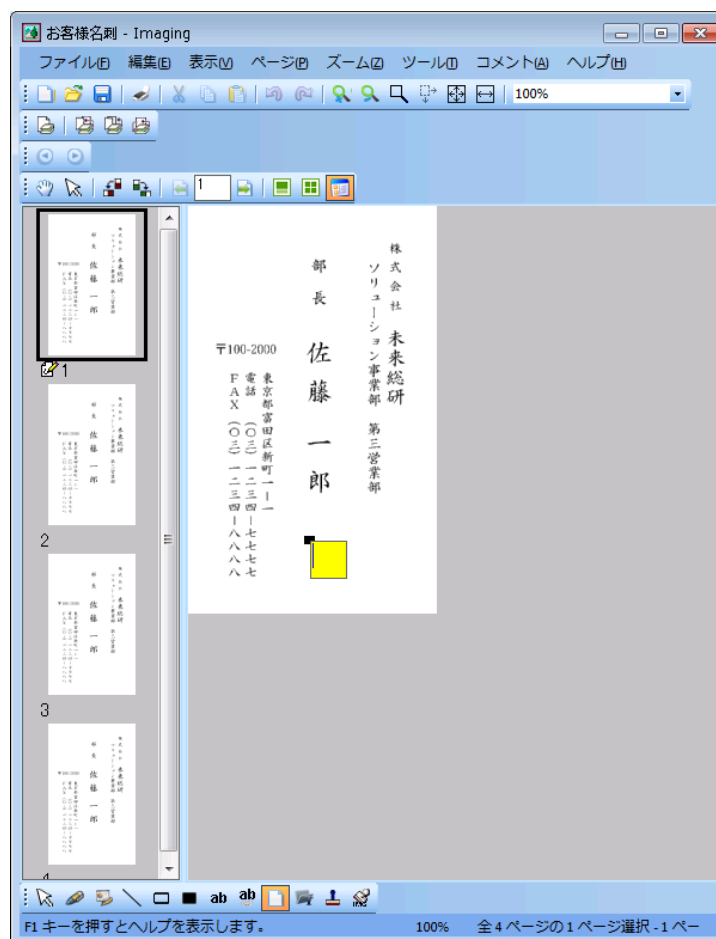 お客様名刺 - Imaging
ファイル(F) 編集(E) 表示(V) ページ(P) ズーム(Z) ツール(T) コメント(A) ヘルプ(H)
100%
1
株式会社 未来総研
ソリューション事業部 第三営業部
部長 佐藤 一郎
〒100-2000
東京都富田区新町一ー一
電話 (〇三) 一二三四ー七七七七
FAX (〇三) 一二三四ー八八八八
1
2
3
ab ab
F1 キーを押すとヘルプを表示します。 100% 全 4 ページの 1 ページ選択 - 1 ペー